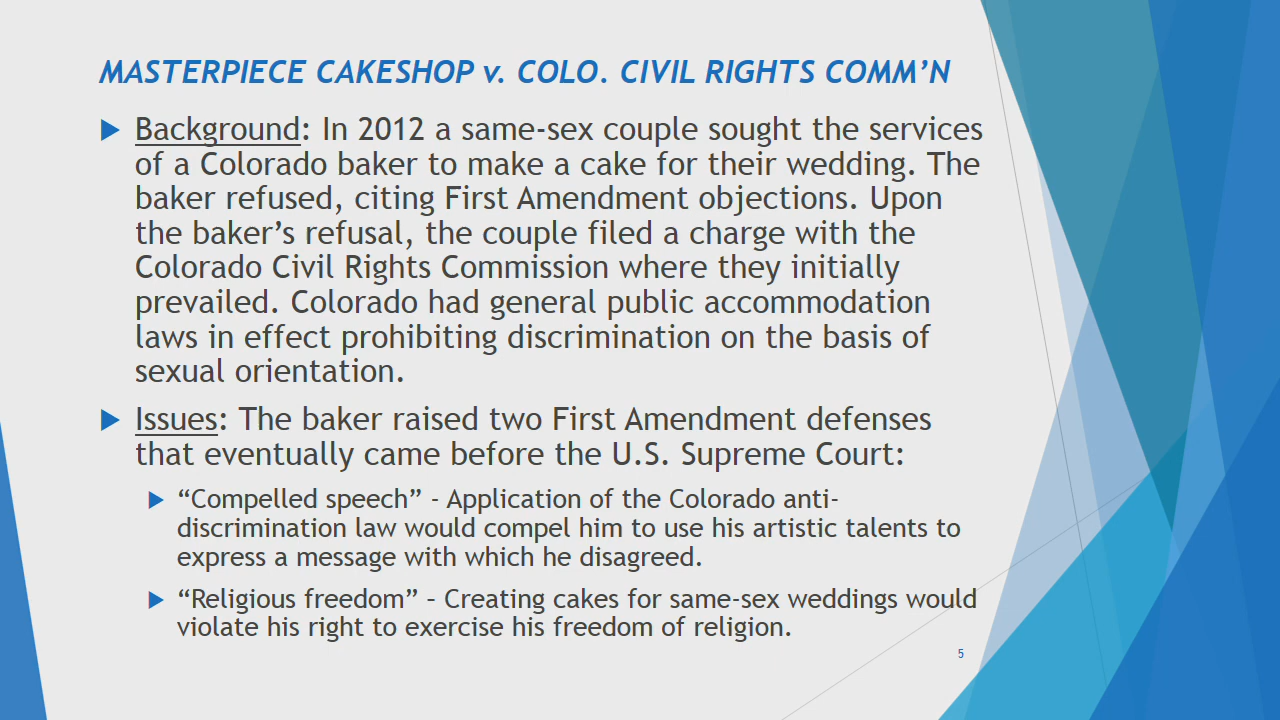 MASTERPIECE CAKESHOP v. COLO. CIVIL RIGHTS COMM’N
Background: In 2012 a same-sex couple sought the services
of a Colorado baker to make a cake for their wedding. The
baker refused, citing First Amendment objections. Upon
the baker’s refusal, the couple filed a charge with the
Colorado Civil Rights Commission where they initially
prevailed. Colorado had general public accommodation
laws in effect prohibiting discrimination on the basis of
sexual orientation.
Issues: The baker raised two First Amendment defenses
that eventually came before the U.S. Supreme Court:
“Compelled speech” - Application of the Colorado anti-
discrimination law would compel him to use his artistic talents to
express a message with which he disagreed.
“Religious freedom” – Creating cakes for same-sex weddings would
violate his right to exercise his freedom of religion.
5